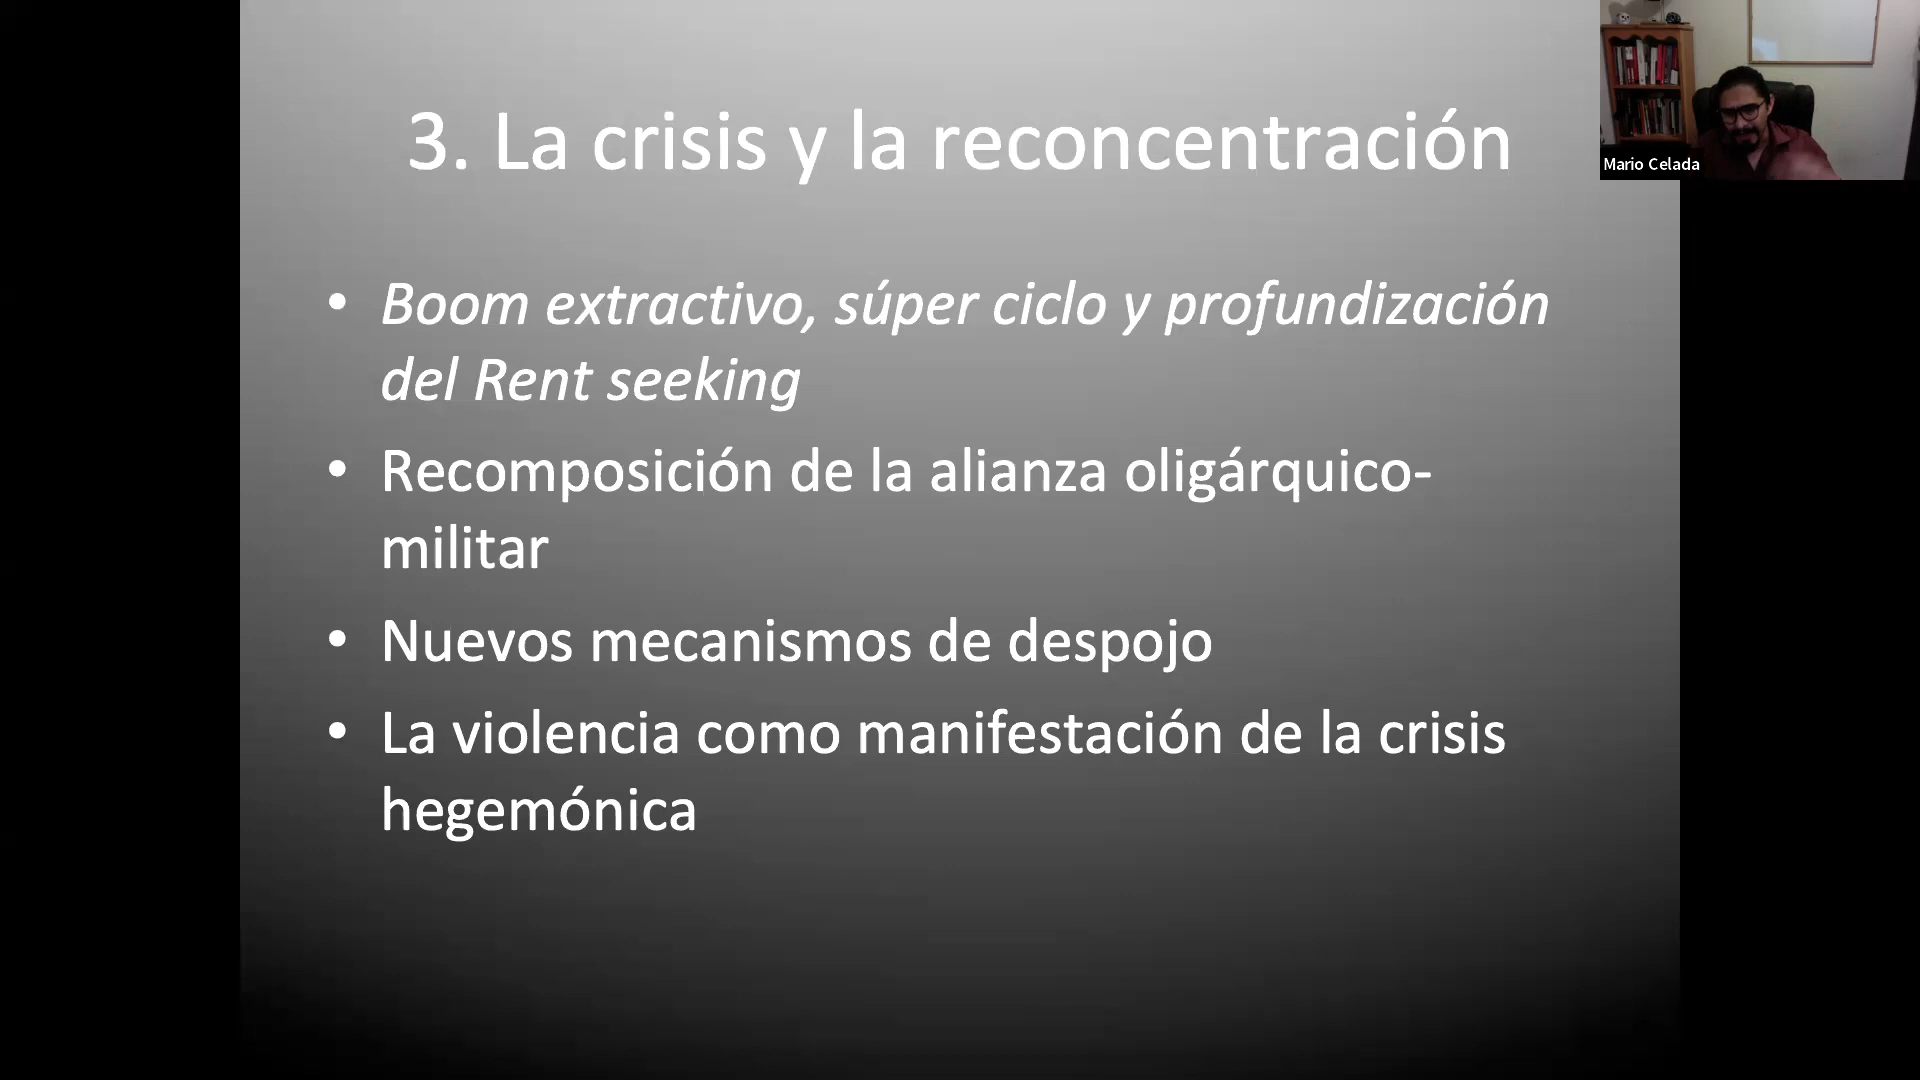 3. La crisis y la reconcentración
Mario Celada
• Boom extractivo, súper ciclo y profundización
del Rent seeking
• Recomposición de la alianza oligárquico-
militar
• Nuevos mecanismos de despojo
• La violencia como manifestación de la crisis
hegemónica